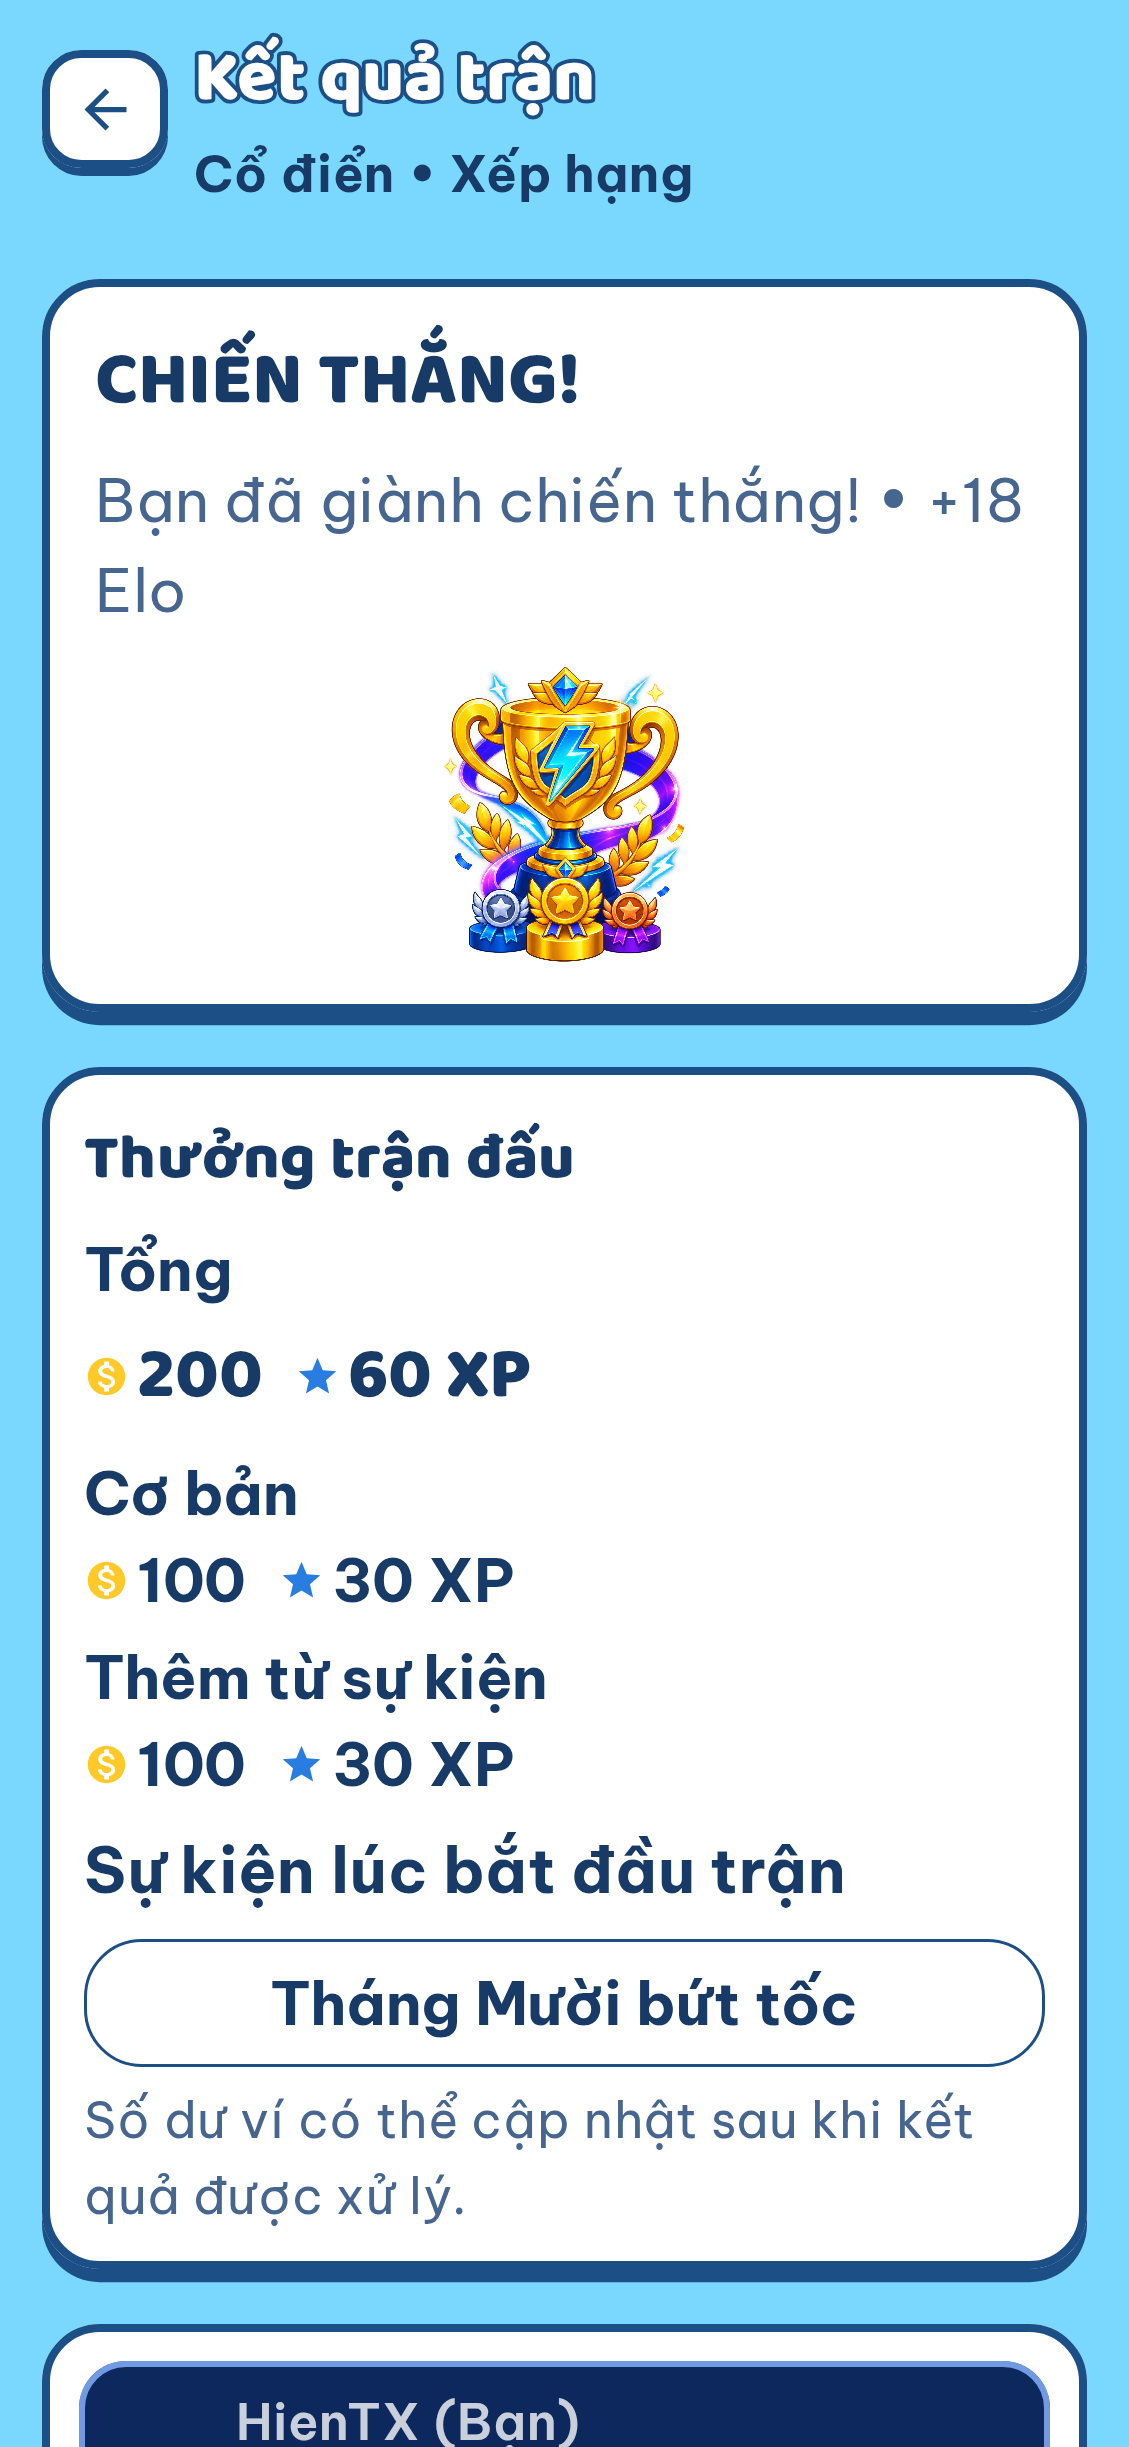 Kết quả trận
Cổ điển • Xếp hạng
CHIẾN THẮNG!
Bạn đã giành chiến thắng! • +18
Elo
Thưởng trận đấu
Tổng
200 60 XP
Cơ bản
100 30 XP
Thêm từ sự kiện
100 30 XP
Sự kiện lúc bắt đầu trận
Tháng Mười bứt tốc
Số dư ví có thể cập nhật sau khi kết
quả được xử lý.
HienTX (Bạn)